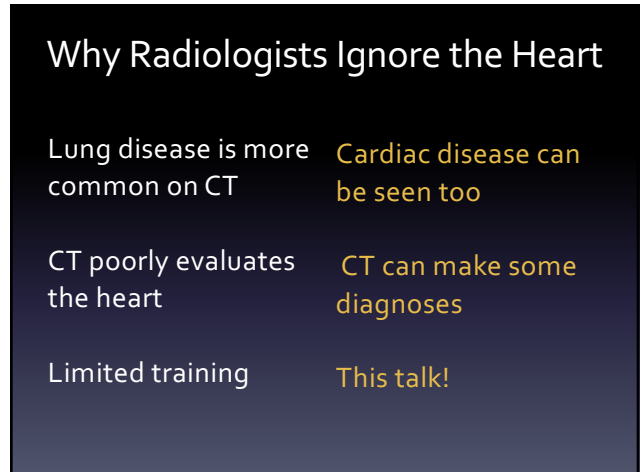 Why Radiologists Ignore the Heart
Lung disease is more
common on CT
Cardiac disease can
be seen too
CT poorly evaluates
the heart
CT can make some
diagnoses
Limited training
This talk!